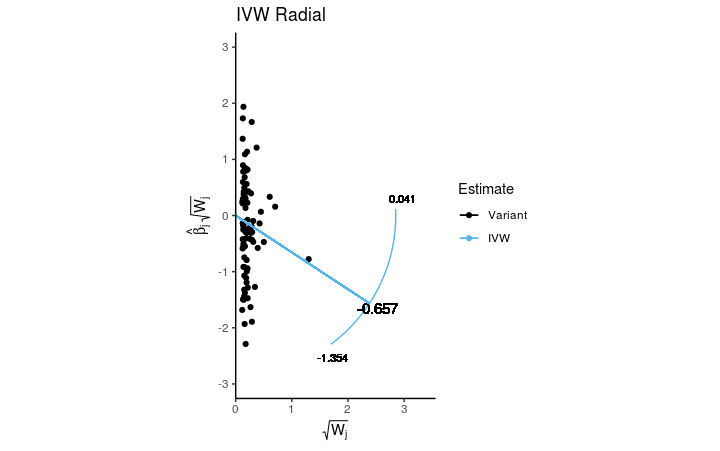 IVW Radial
3
2
1
0
-1
-2
-3
β̂j√Wj
0.041
-0.657
-1.354
0 1 2 3
√Wj
Estimate
Variant
IVW